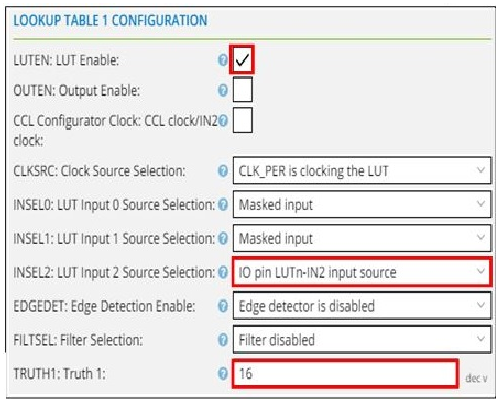 LOOKUP TABLE 1 CONFIGURATION
LUTEN: LUT Enable:
OUTEN: Output Enable:
CCL Configurator Clock: CCL clock/IN2
clock:
CLKSRC: Clock Source Selection: CLK_PER is clocking the LUT
INSEL0: LUT Input 0 Source Selection: Masked input
INSEL1: LUT Input 1 Source Selection: Masked input
INSEL2: LUT Input 2 Source Selection: IO pin LUTn-IN2 input source
EDGEDET: Edge Detection Enable: Edge detector is disabled
FILTSEL: Filter Selection: Filter disabled
TRUTH1: Truth 1: 16 dec